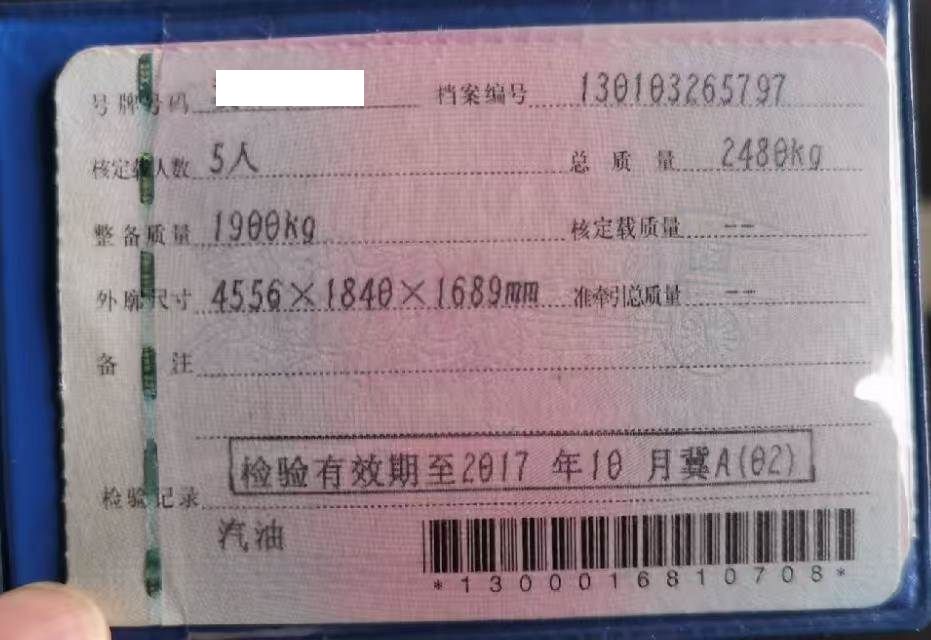 号牌号码 档案编号 130103265797
核定载人数 5人 总质量 2480kg
整备质量 1900kg 核定载质量 --
外廓尺寸 4556×1840×1689mm 准牵引总质量 --
备注
检验有效期至2017年10月冀A(02)
检验记录
汽油
*1300016810708*